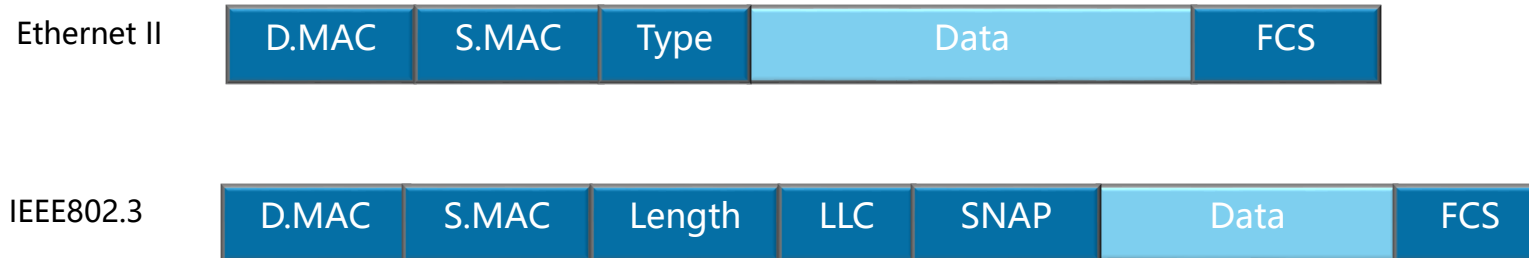 Ethernet II D.MAC S.MAC Type Data FCS
IEEE802.3 D.MAC S.MAC Length LLC SNAP Data FCS